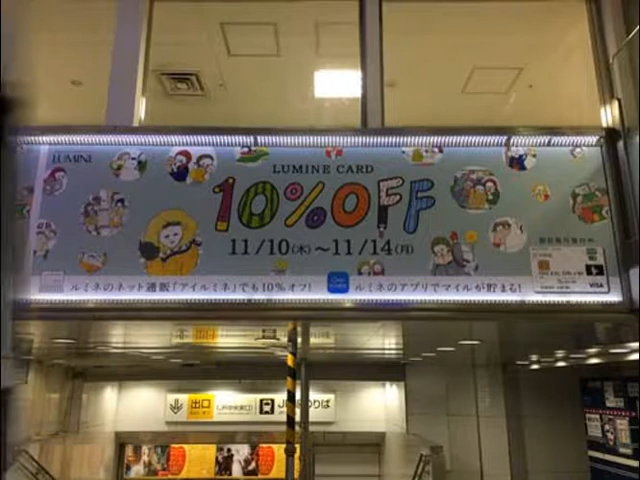 LUMINE
LUMINE CARD
10%OFF
11/10(木)~11/14(月)
ルミネのネット通販「アイルミネ」でも10%オフ!
ルミネのアプリでマイルが貯まる!
VISA
出口
JRのりば